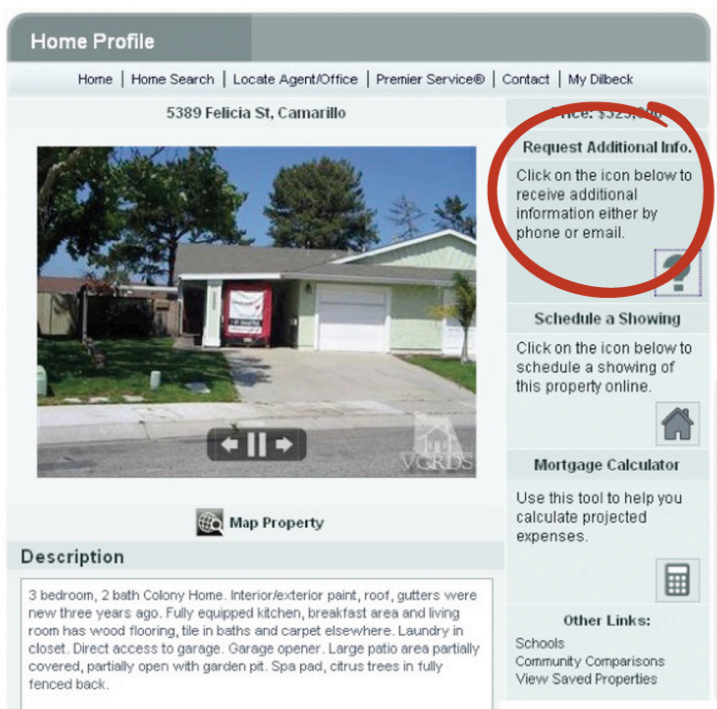 Home Profile
Home | Home Search | Locate Agent/Office | Premier Service® | Contact | My Dilbeck
5389 Felicia St, Camarillo
Price:
Request Additional Info.
Click on the icon below to
receive additional
information either by
phone or email.
?
Schedule a Showing
Click on the icon below to
schedule a showing of
this property online.
VCRDS
Mortgage Calculator
Use this tool to help you
calculate projected
expenses.
Map Property
Description
3 bedroom, 2 bath Colony Home. Interior/exterior paint, roof, gutters were
new three years ago. Fully equipped kitchen, breakfast area and living
room has wood flooring, tile in baths and carpet elsewhere. Laundry in
closet. Direct access to garage. Garage opener. Large patio area partially
covered, partially open with garden pit. Spa pad, citrus trees in fully
fenced back.
Other Links:
Schools
Community Comparisons
View Saved Properties